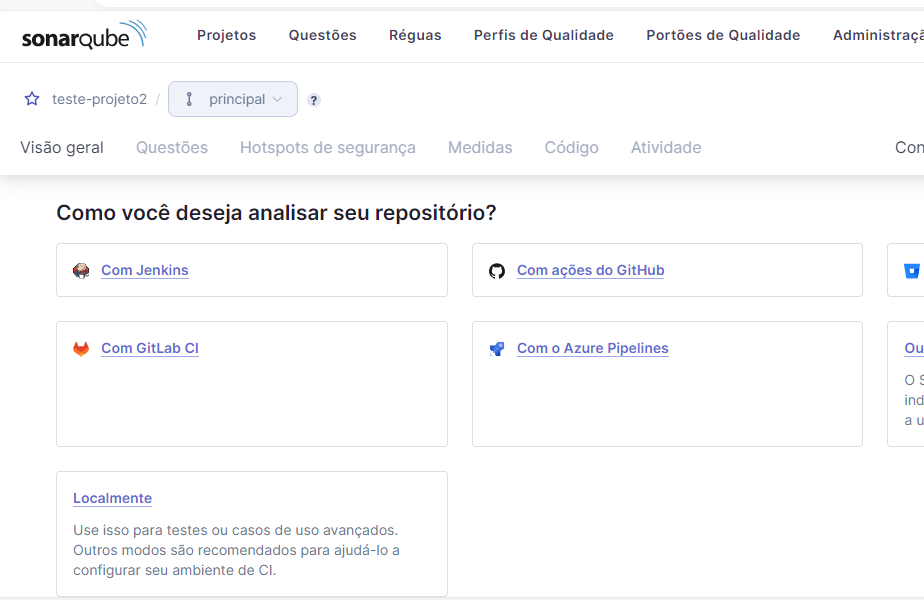 sonarqube Projetos Questões Réguas Perfis de Qualidade Portões de Qualidade Administraçã
teste-projeto2 / principal ?
Visão geral Questões Hotspots de segurança Medidas Código Atividade Con
Como você deseja analisar seu repositório?
Com Jenkins Com ações do GitHub
Com GitLab CI Com o Azure Pipelines Ou
O S
ind
a u
Localmente
Use isso para testes ou casos de uso avançados.
Outros modos são recomendados para ajudá-lo a
configurar seu ambiente de CI.